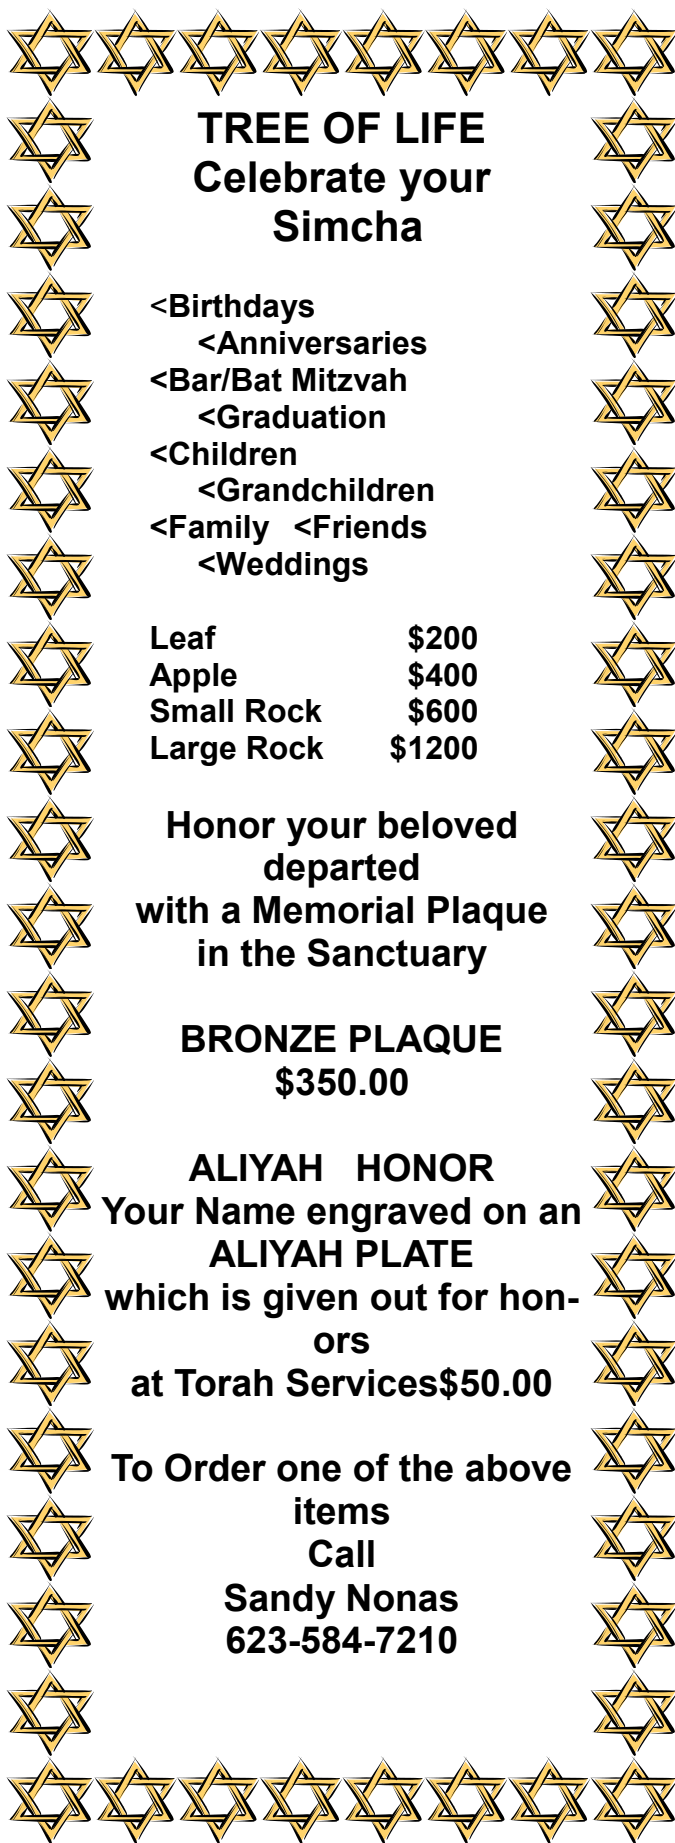 TREE OF LIFE
Celebrate your
Simcha
<Birthdays
<Anniversaries
<Bar/Bat Mitzvah
<Graduation
<Children
<Grandchildren
<Family <Friends
<Weddings
Leaf $200
Apple $400
Small Rock $600
Large Rock $1200
Honor your beloved
departed
with a Memorial Plaque
in the Sanctuary
BRONZE PLAQUE
$350.00
ALIYAH HONOR
Your Name engraved on an
ALIYAH PLATE
which is given out for hon-
ors
at Torah Services$50.00
To Order one of the above
items
Call
Sandy Nonas
623-584-7210